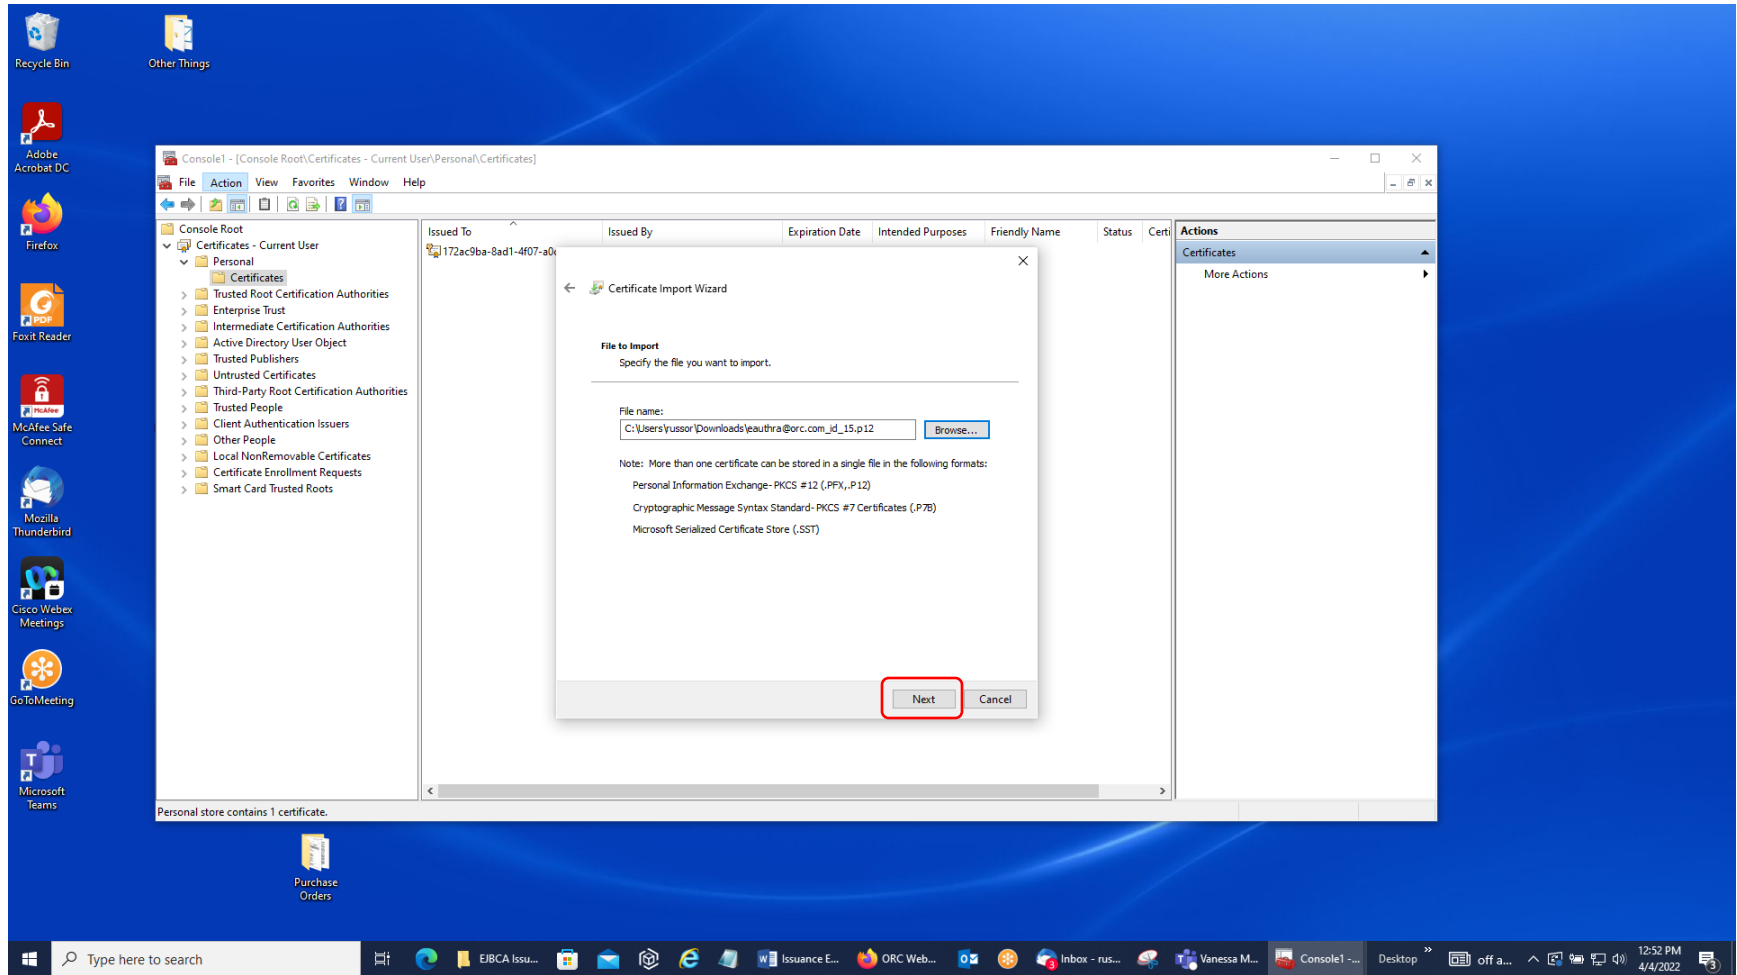 Recycle Bin
Other Things
Adobe
Acrobat DC
Firefox
Foxit Reader
McAfee Safe
Connect
Mozilla
Thunderbird
Cisco Webex
Meetings
GoToMeeting
Microsoft
Teams
Console1 - [Console Root\Certificates - Current User\Personal\Certificates]
File Action View Favorites Window Help
Console Root
Certificates - Current User
Personal
Certificates
Trusted Root Certification Authorities
Enterprise Trust
Intermediate Certification Authorities
Active Directory User Object
Trusted Publishers
Untrusted Certificates
Third-Party Root Certification Authorities
Trusted People
Client Authentication Issuers
Other People
Local NonRemovable Certificates
Certificate Enrollment Requests
Smart Card Trusted Roots
Issued To Issued By Expiration Date Intended Purposes Friendly Name Status Certi
172ac9ba-8ad1-4f07-a0
Actions
Certificates
More Actions
Certificate Import Wizard
File to Import
Specify the file you want to import.
File name:
C:\Users\russor\Downloads\eauthra@orc.com_id_15.p12
Browse...
Note: More than one certificate can be stored in a single file in the following formats:
Personal Information Exchange- PKCS #12 (.PFX,.P12)
Cryptographic Message Syntax Standard- PKCS #7 Certificates (.P7B)
Microsoft Serialized Certificate Store (.SST)
Next Cancel
Personal store contains 1 certificate.
Purchase
Orders
Type here to search
EJBCA Issu...
Issuance E...
ORC Web...
Inbox - rus...
Vanessa M...
Console1 -...
Desktop
off a...
12:52 PM
4/4/2022